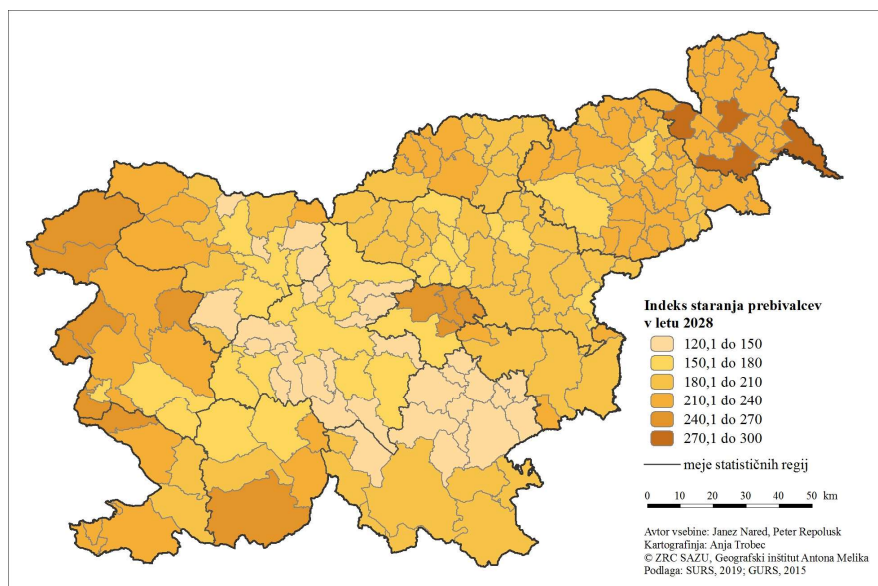 Indeks staranja prebivalcev
v letu 2028
120,1 do 150
150,1 do 180
180,1 do 210
210,1 do 240
240,1 do 270
270,1 do 300
meje statističnih regij
0 10 20 30 40 50 km
Avtor vsebine: Janez Nared, Peter Repolusk
Kartografinja: Anja Trobec
© ZRC SAZU, Geografski inštitut Antona Melika
Podlaga: SURS, 2019; GURS, 2015